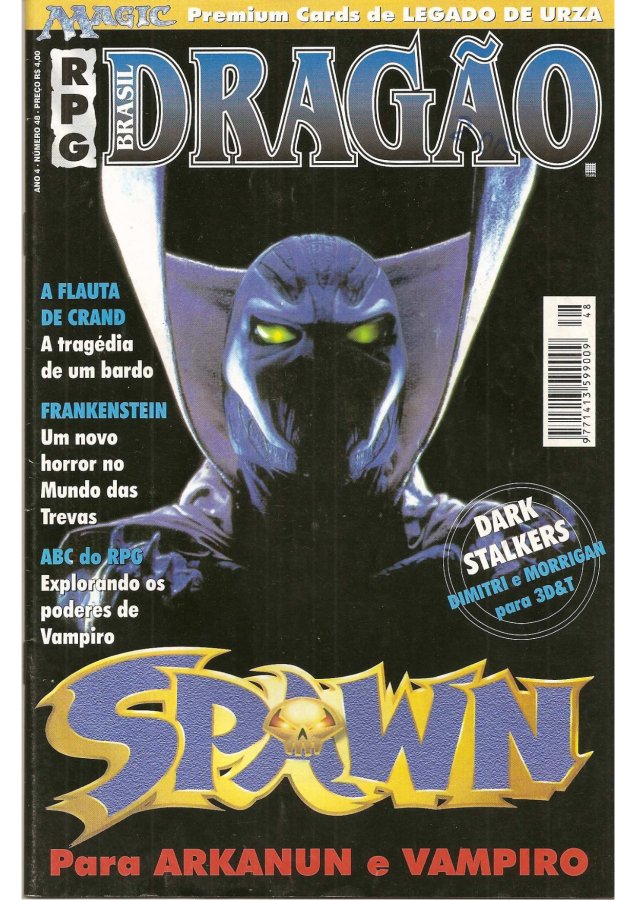 MAGIC Premium Cards de LEGADO DE URZA
RPG
BRASIL
DRAGÃO
ANO 4 - NÚMERO 48 - PREÇO R$ 4,00
A FLAUTA
DE CRAND
A tragédia
de um bardo
FRANKENSTEIN
Um novo
horror no
Mundo das
Trevas
ABC do RPG
Explorando os
poderes de
Vampiro
48
9771413599009
DARK
STALKERS
DIMITRI e MORRIGAN
para 3D&T
SPAWN
Para ARKANUN e VAMPIRO